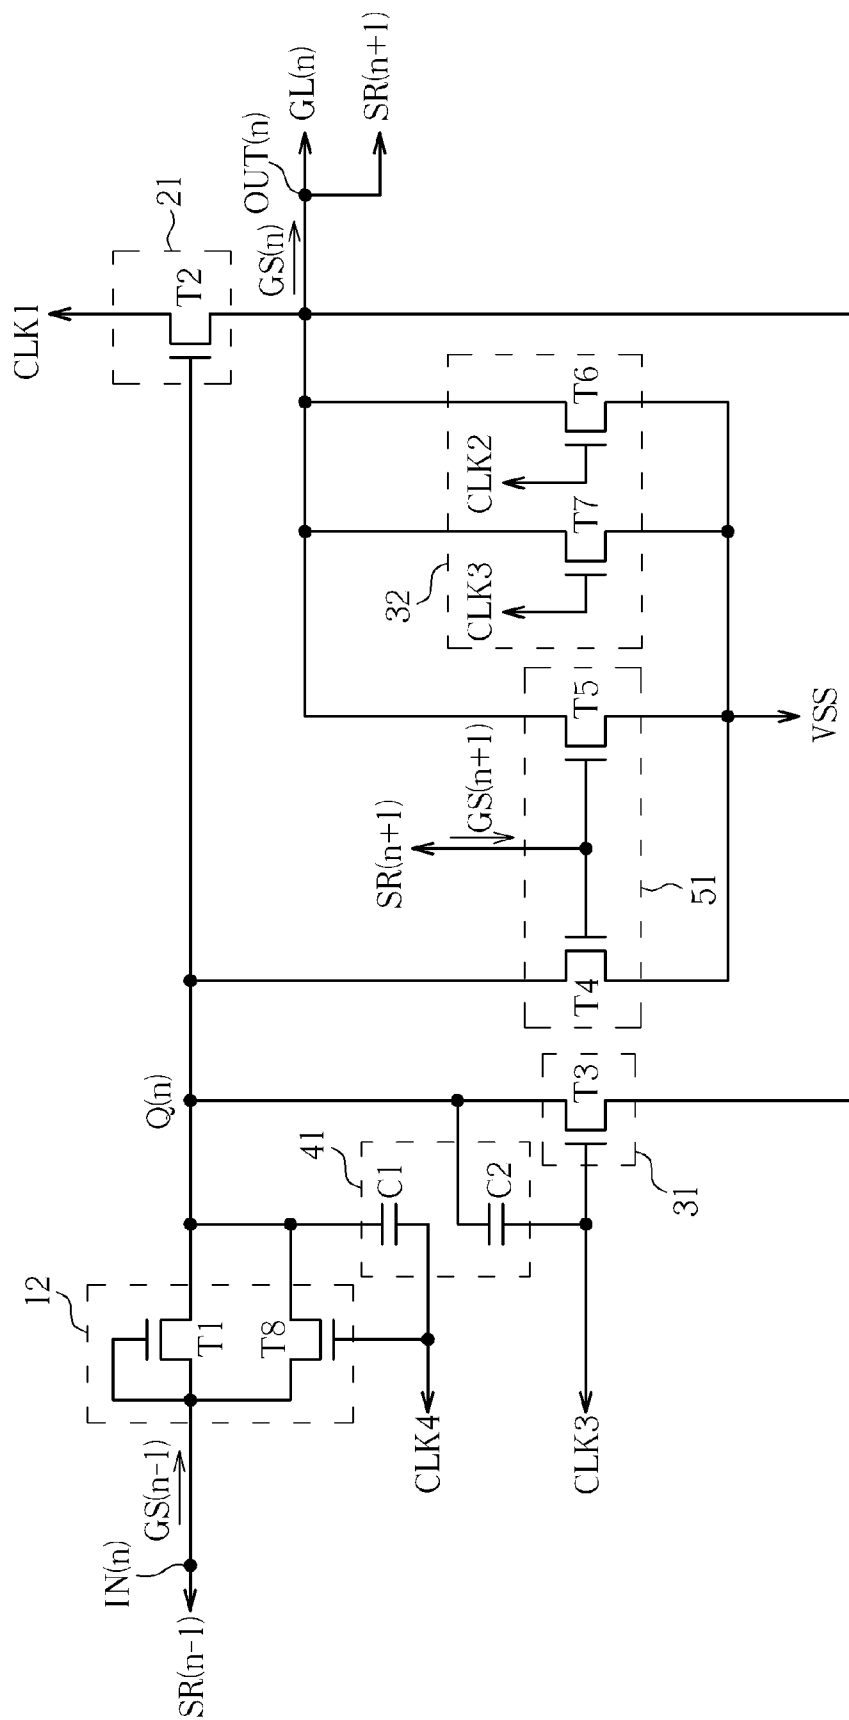 CLK1
21
T2
OUT(n)
GL(n)
SR(n+1)
GS(n)
32
CLK3
CLK2
T7
T6
T5
GS(n+1)
SR(n+1)
T4
51
VSS
Q(n)
41
C1
C2
T3
31
12
T1
T8
CLK4
CLK3
GS(n-1)
IN(n)
SR(n-1)